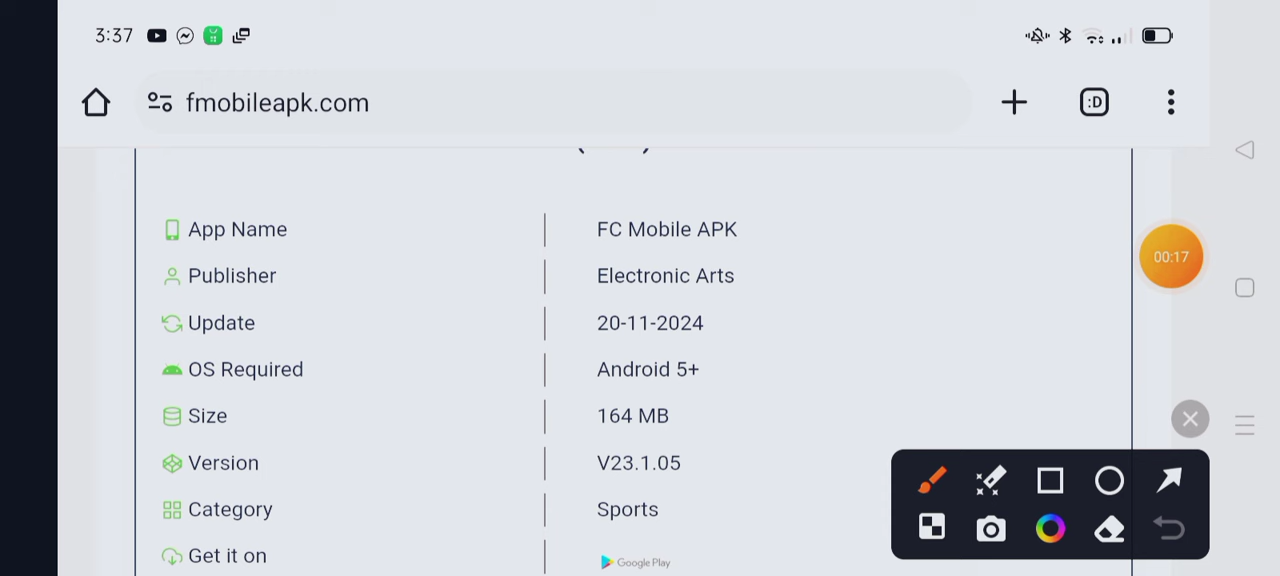 3:37
fmobileapk.com
:D
App Name FC Mobile APK
00:17
Publisher Electronic Arts
Update 20-11-2024
OS Required Android 5+
Size 164 MB
Version V23.1.05
Category Sports
Get it on Google Play